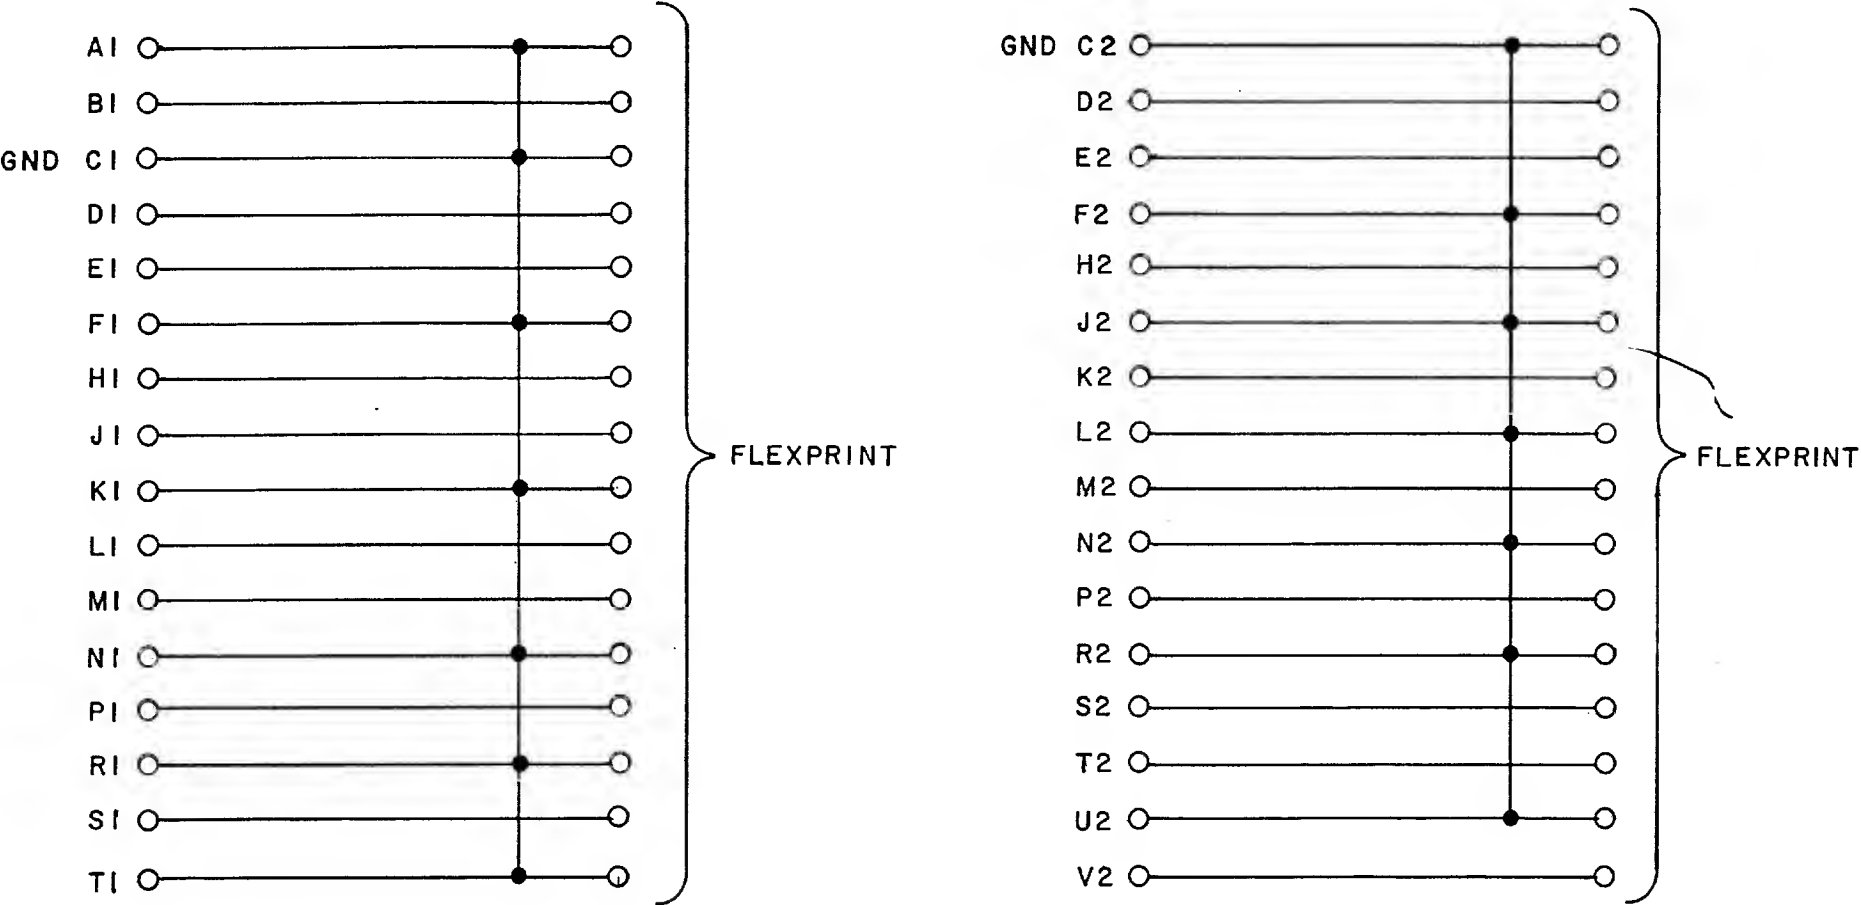 A1
B1
GND C1
D1
E1
F1
H1
J1
K1
L1
M1
N1
P1
R1
S1
T1
FLEXPRINT
GND C2
D2
E2
F2
H2
J2
K2
L2
M2
N2
P2
R2
S2
T2
U2
V2
FLEXPRINT